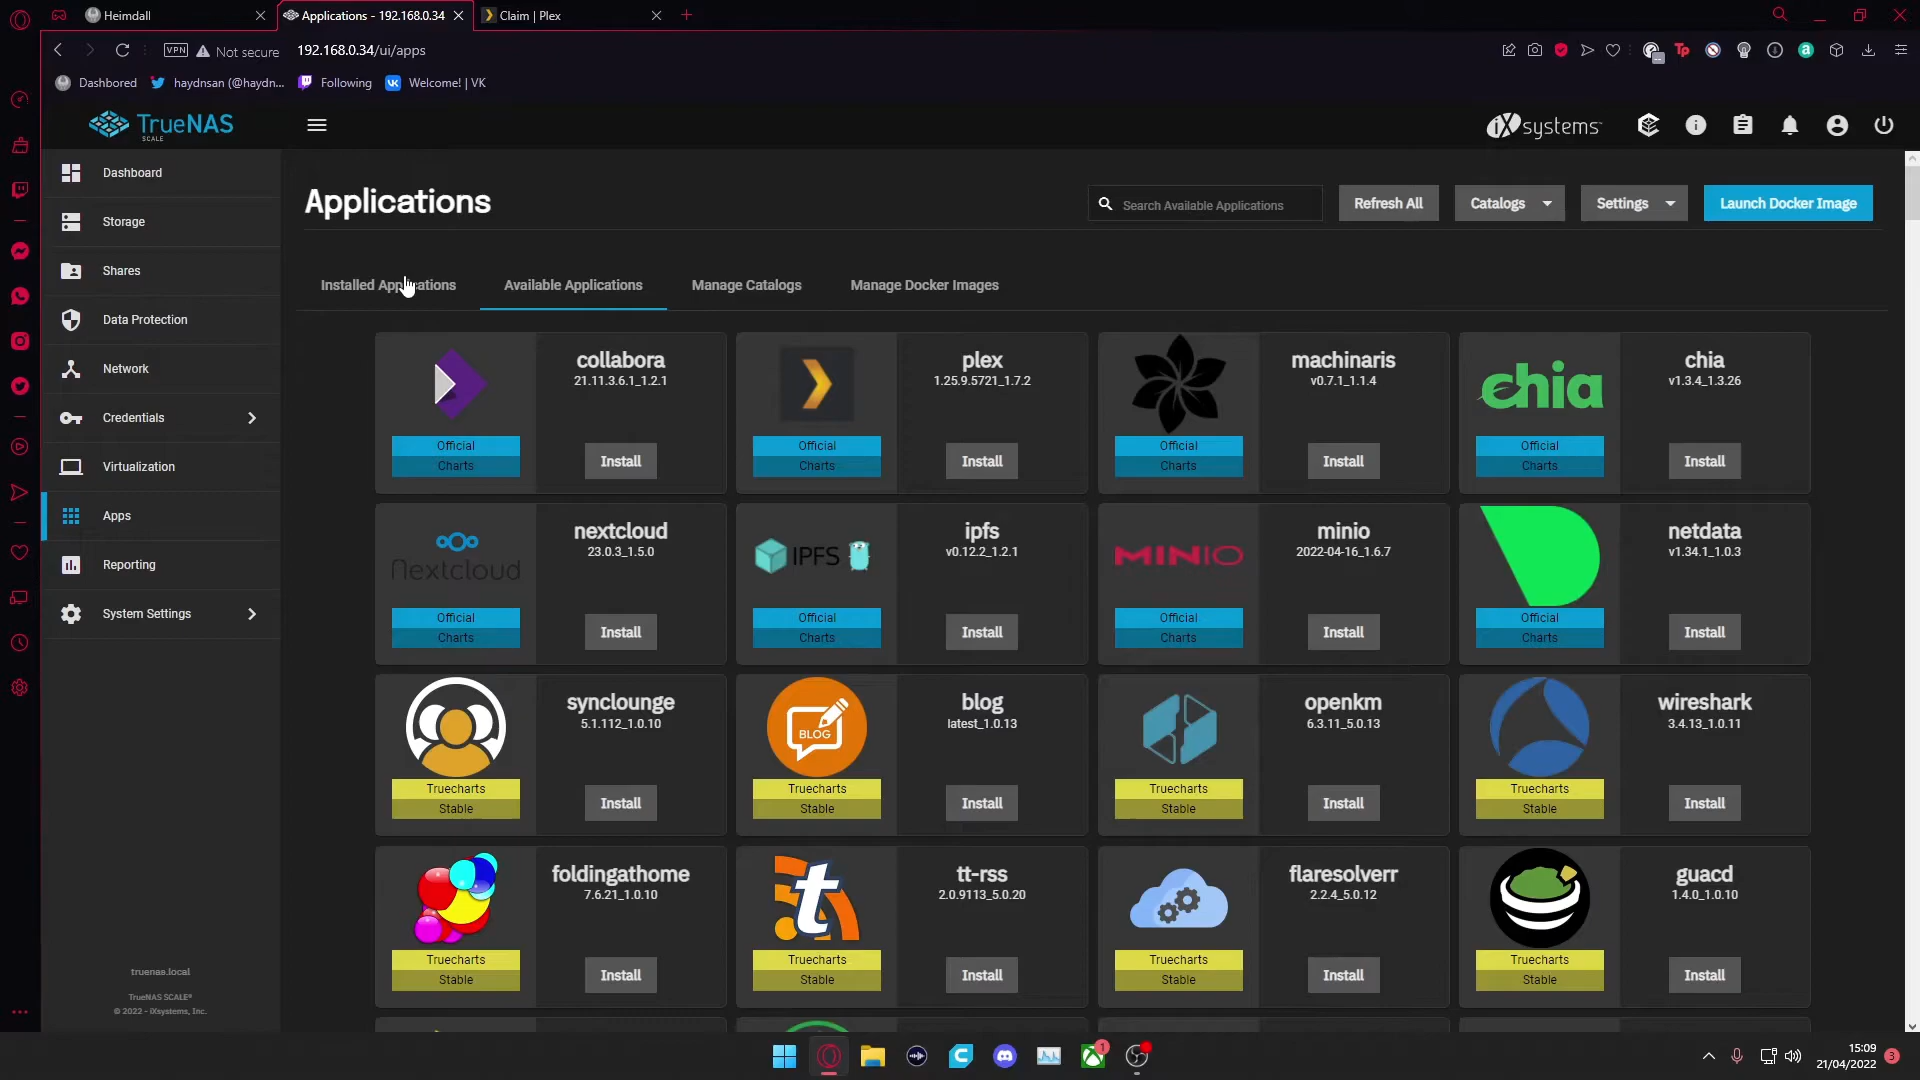 Heimdall
Applications - 192.168.0.34
Claim | Plex
VPN
Not secure
192.168.0.34/ui/apps
Tp
a
Dashbored
haydnsan (@haydn...
Following
Welcome! | VK
TrueNAS
SCALE
iXsystems™
Dashboard
Storage
Shares
Data Protection
Network
Credentials
Virtualization
Apps
Reporting
System Settings
truenas.local
TrueNAS SCALE®
© 2022 - iXsystems, Inc.
Applications
Search Available Applications
Refresh All
Catalogs
Settings
Launch Docker Image
Installed Applications
Available Applications
Manage Catalogs
Manage Docker Images
collabora
21.11.3.6.1_1.2.1
Official
Charts
Install
plex
1.25.9.5721_1.7.2
Official
Charts
Install
machinaris
v0.7.1_1.1.4
Official
Charts
Install
chia
chia
v1.3.4_1.3.26
Official
Charts
Install
Nextcloud
nextcloud
23.0.3_1.5.0
Official
Charts
Install
IPFS
ipfs
v0.12.2_1.2.1
Official
Charts
Install
MINIO
minio
2022-04-16_1.6.7
Official
Charts
Install
netdata
v1.34.1_1.0.3
Official
Charts
Install
synclounge
5.1.112_1.0.10
Truecharts
Stable
Install
BLOG
blog
latest_1.0.13
Truecharts
Stable
Install
openkm
6.3.11_5.0.13
Truecharts
Stable
Install
wireshark
3.4.13_1.0.11
Truecharts
Stable
Install
foldingathome
7.6.21_1.0.10
Truecharts
Stable
Install
t
tt-rss
2.0.9113_5.0.20
Truecharts
Stable
Install
flaresolverr
2.2.4_5.0.12
Truecharts
Stable
Install
guacd
1.4.0_1.0.10
Truecharts
Stable
Install
1
15:09
21/04/2022
3